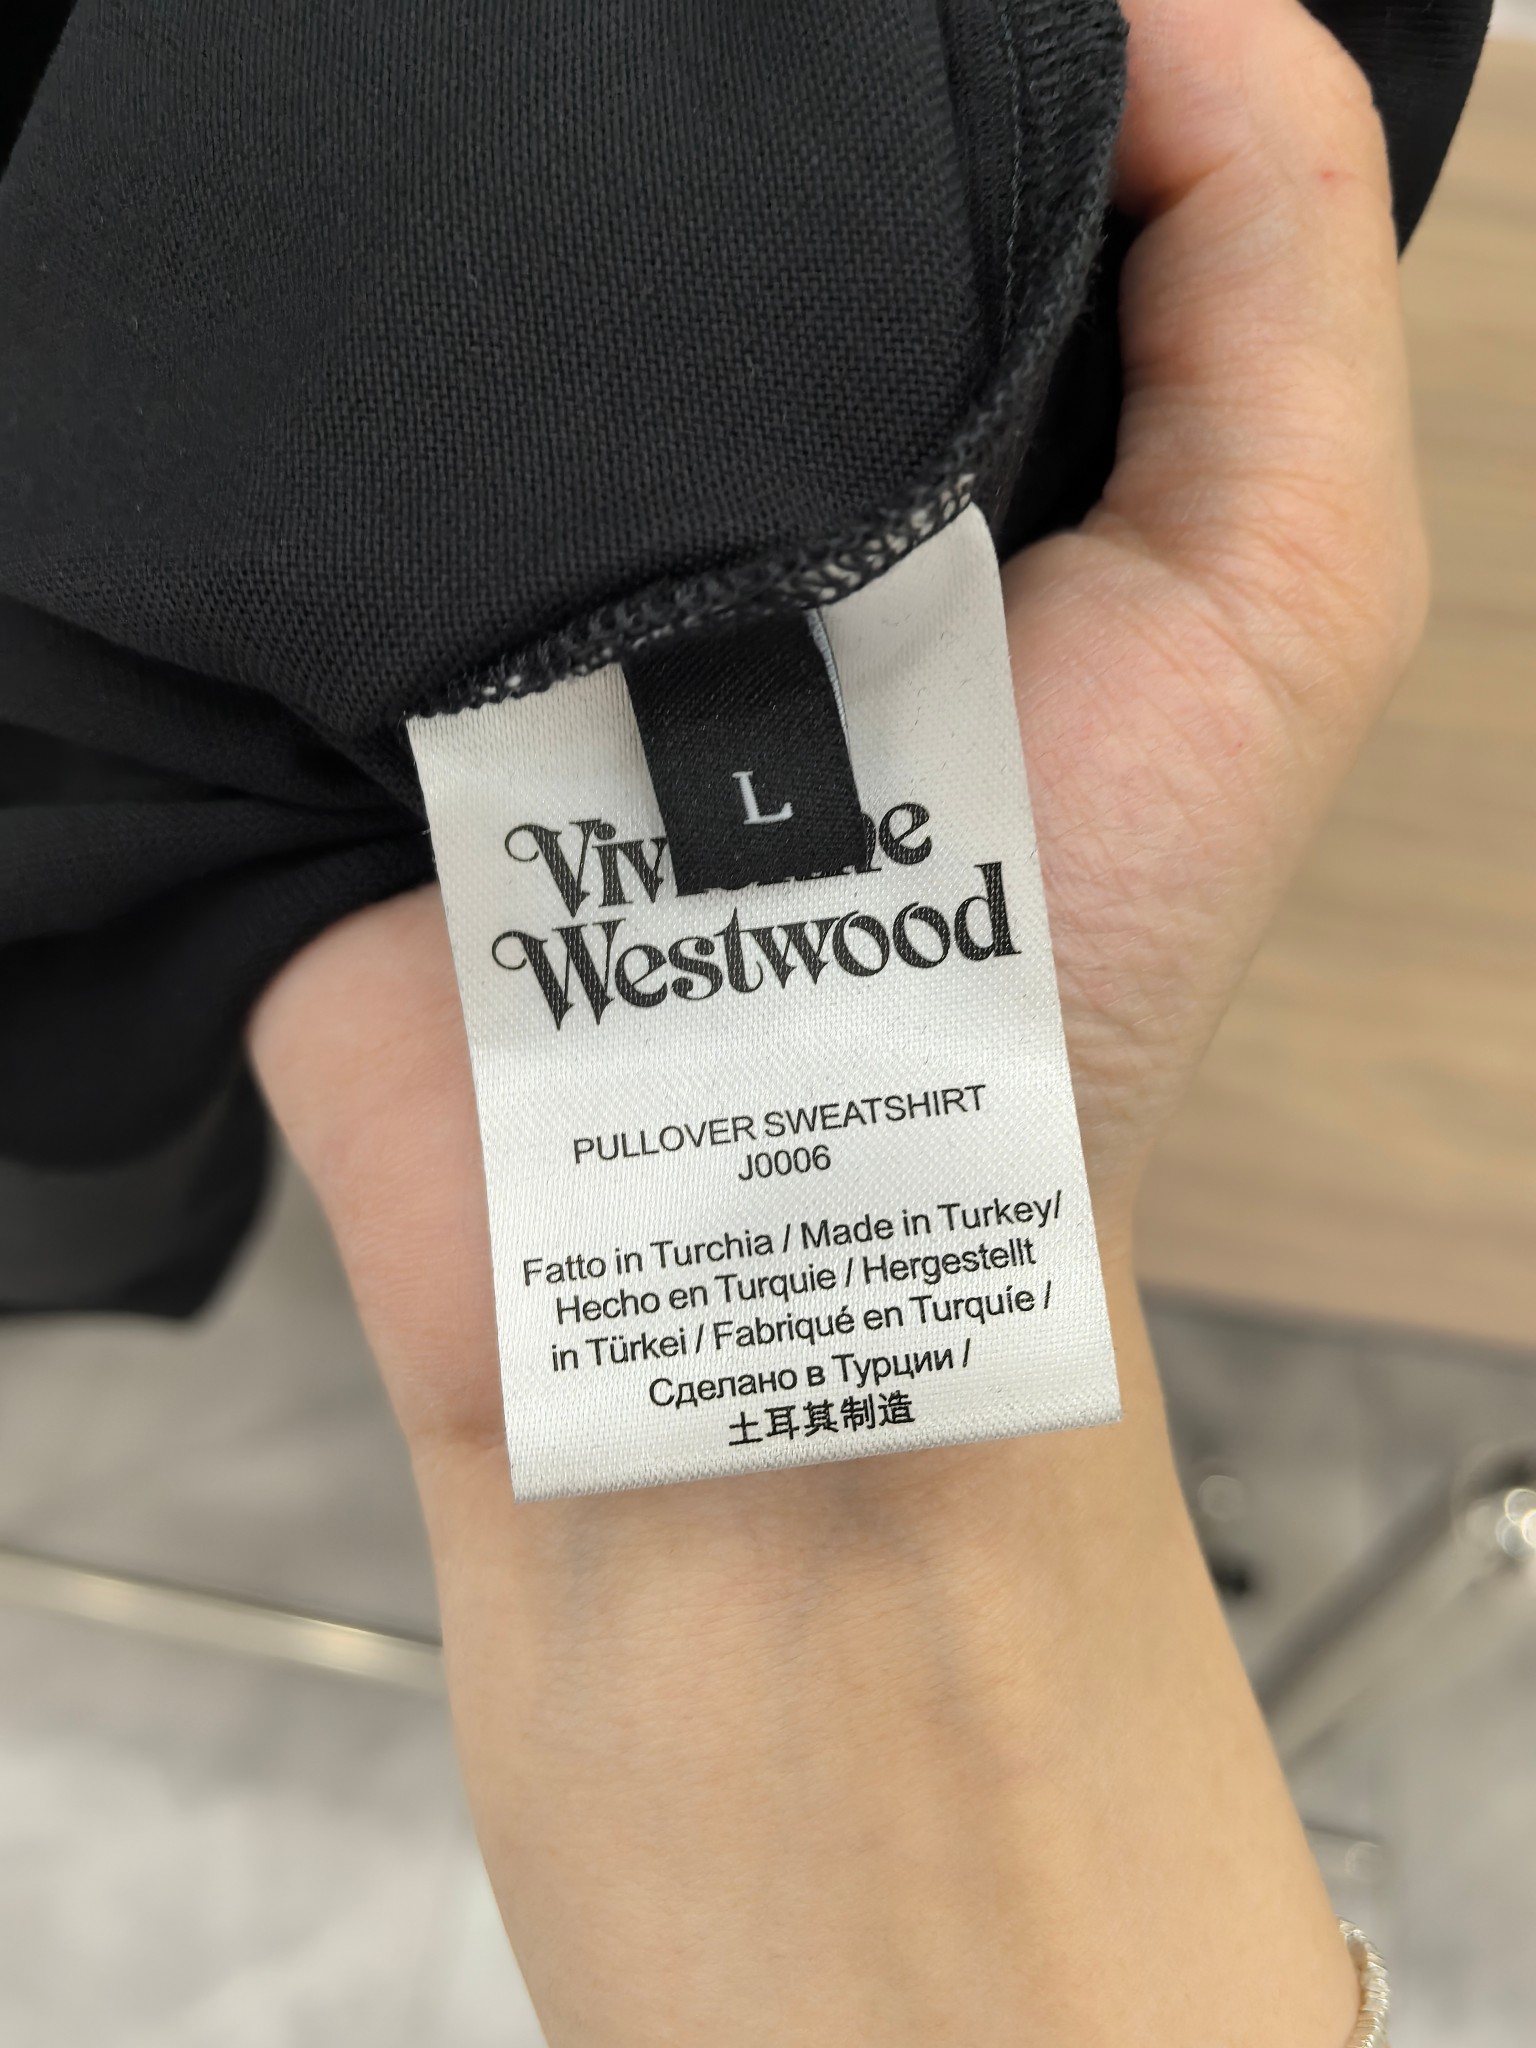 L
Vivienne
Westwood
PULLOVER SWEATSHIRT
J0006
Fatto in Turchia / Made in Turkey/
Hecho en Turquie / Hergestellt
in Türkei / Fabriqué en Turquíe /
Сделано в Турции /
土耳其制造